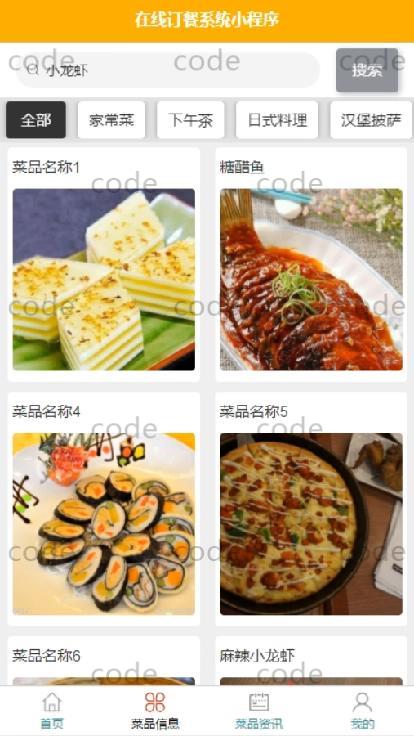 在线订餐系统小程序
小龙虾 搜索
全部 家常菜 下午茶 日式料理 汉堡披萨
菜品名称1 糖醋鱼
菜品名称4 菜品名称5
菜品名称6 麻辣小龙虾
首页 菜品信息 菜品资讯 我的
code code
code code code
code
code code code
code
code code code
code